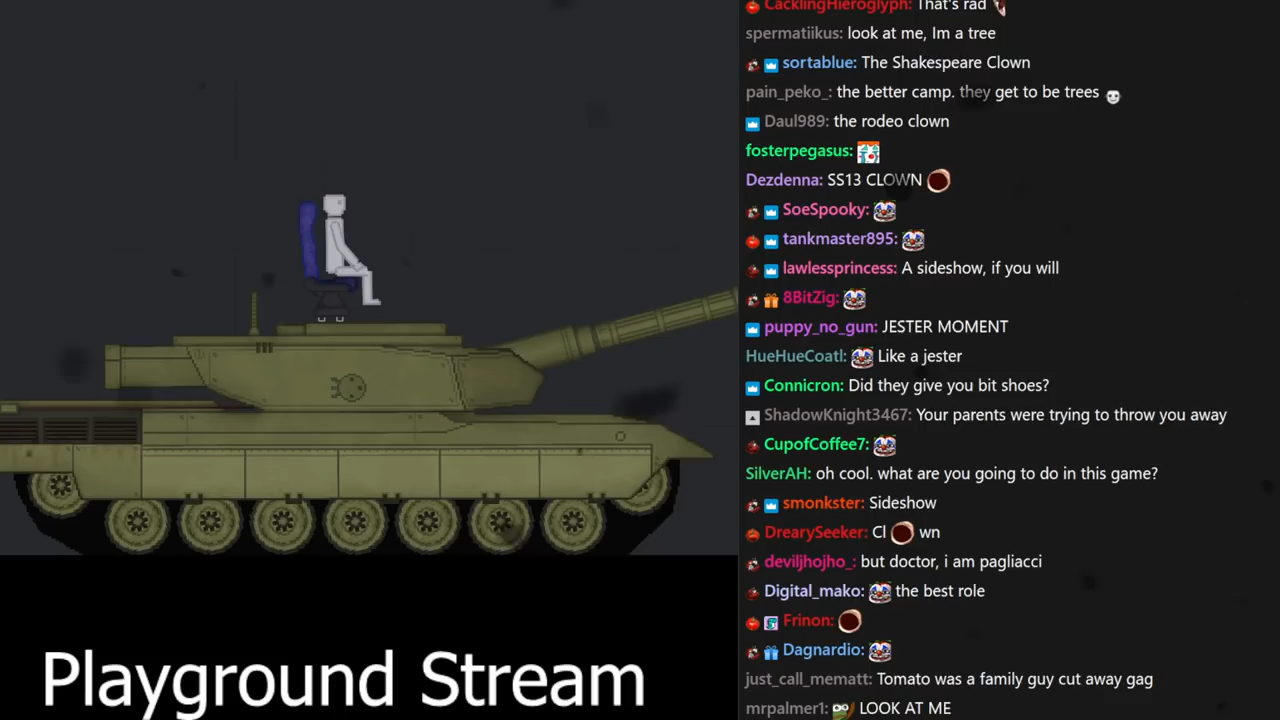 CacklingHieroglyph: That's rad
spermatiikus: look at me, Im a tree
sortablue: The Shakespeare Clown
pain_peko_: the better camp. they get to be trees
Daul989: the rodeo clown
fosterpegasus:
Dezdenna: SS13 CLOWN
SoeSpooky:
tankmaster895:
lawlessprincess: A sideshow, if you will
8BitZig:
puppy_no_gun: JESTER MOMENT
HueHueCoatl: Like a jester
Connicron: Did they give you bit shoes?
ShadowKnight3467: Your parents were trying to throw you away
CupofCoffee7:
SilverAH: oh cool. what are you going to do in this game?
smonkster: Sideshow
DrearySeeker: Cl wn
deviljhojho_: but doctor, i am pagliacci
Digital_mako: the best role
Frinon:
Dagnardio:
just_call_mematt: Tomato was a family guy cut away gag
mrpalmer1: LOOK AT ME
Playground Stream